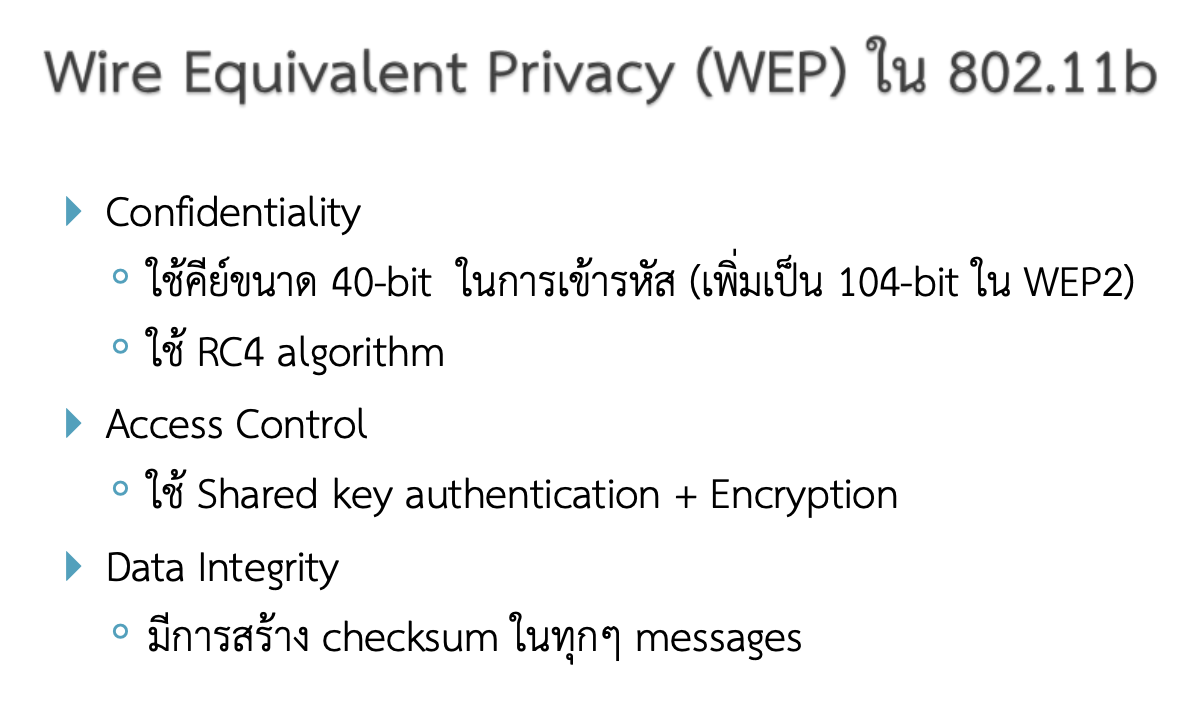 Wire Equivalent Privacy (WEP) ใน 802.11b
Confidentiality
ใช้คีย์ขนาด 40-bit ในการเข้ารหัส (เพิ่มเป็น 104-bit ใน WEP2)
ใช้ RC4 algorithm
Access Control
ใช้ Shared key authentication + Encryption
Data Integrity
มีการสร้าง checksum ในทุกๆ messages